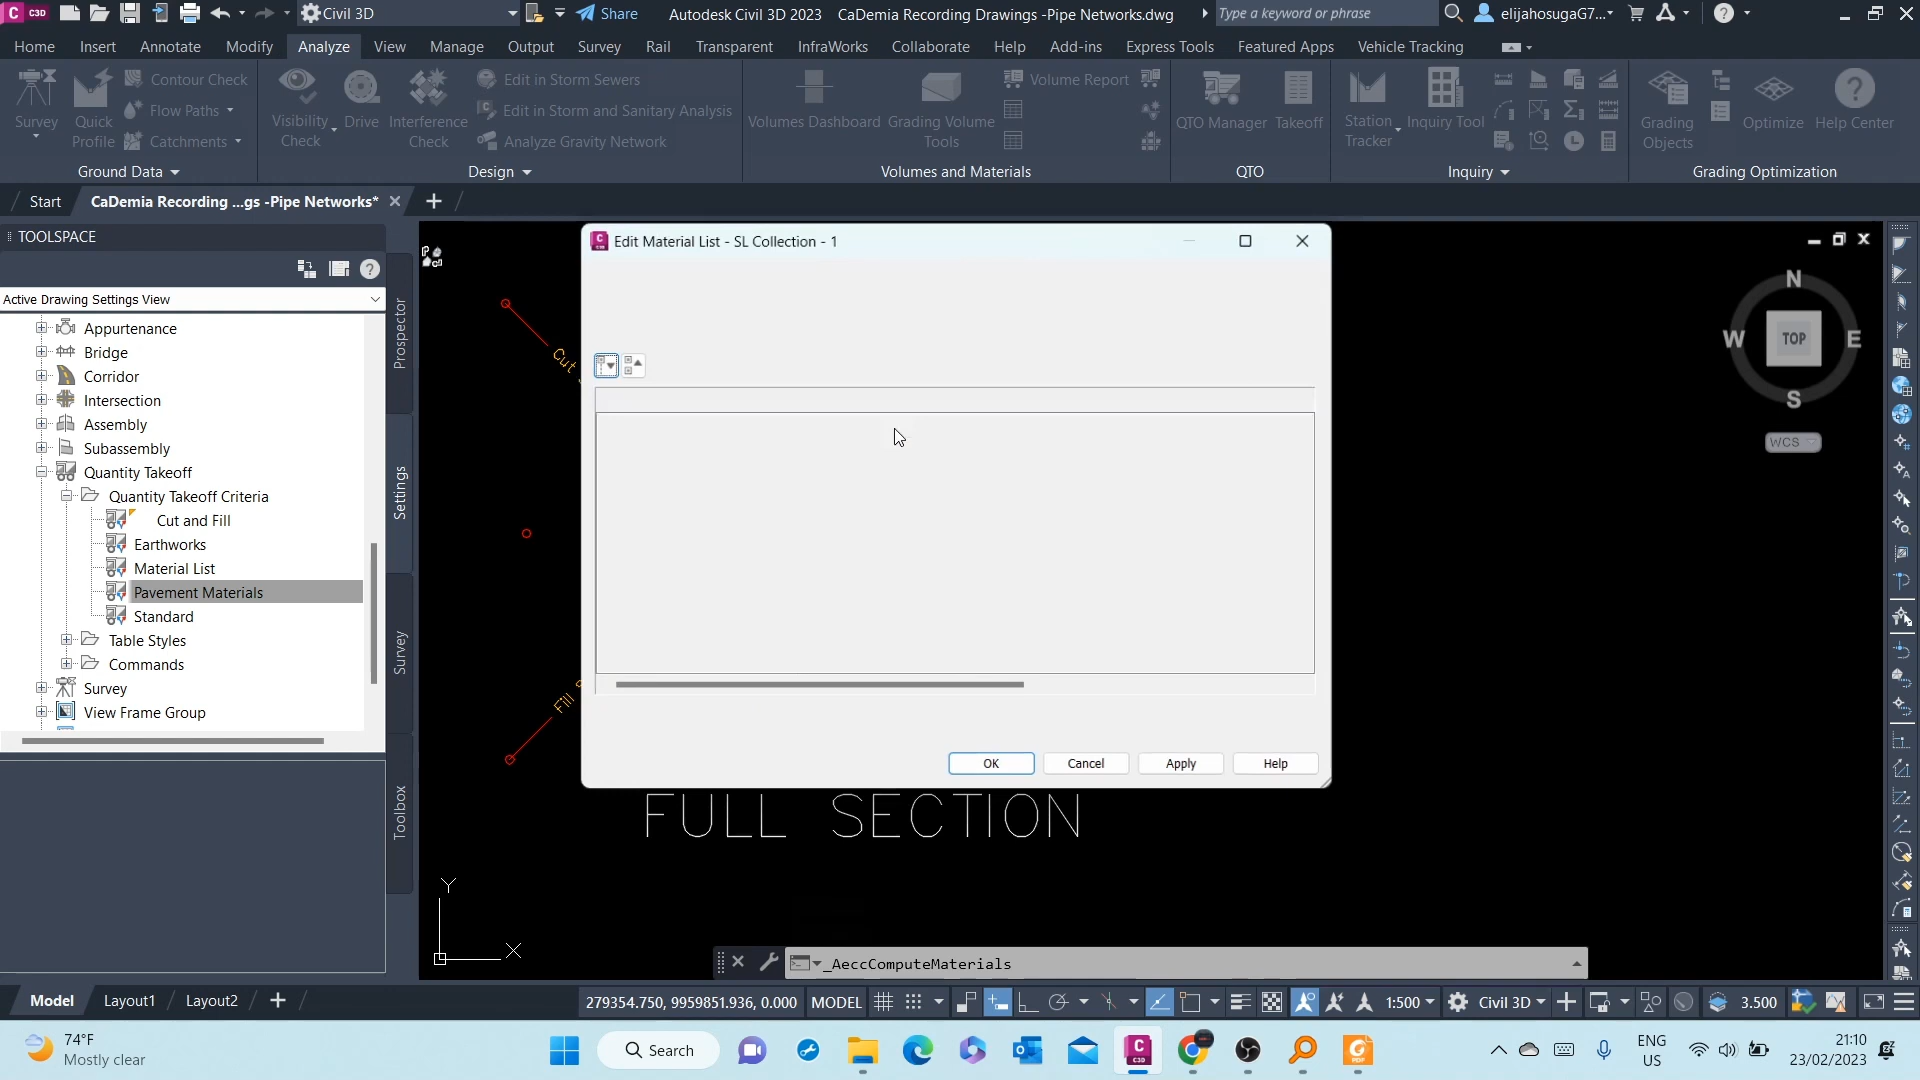 C3D
Civil 3D
Share
Autodesk Civil 3D 2023 CaDemia Recording Drawings -Pipe Networks.dwg
Type a keyword or phrase
elijahosugaG7...
Home Insert Annotate Modify Analyze View Manage Output Survey Rail Transparent InfraWorks Collaborate Help Add-ins Express Tools Featured Apps Vehicle Tracking
Survey
Quick
Profile
Contour Check
Flow Paths
Catchments
Ground Data
Visibility
Check
Drive
Interference
Check
Edit in Storm Sewers
Edit in Storm and Sanitary Analysis
Analyze Gravity Network
Design
Volumes Dashboard
Grading Volume
Tools
Volume Report
Volumes and Materials
QTO Manager
Takeoff
QTO
Station
Tracker
Inquiry Tool
Inquiry
Grading
Objects
Optimize
Help Center
Grading Optimization
Start
CaDemia Recording ...gs -Pipe Networks*
TOOLSPACE
Active Drawing Settings View
Appurtenance
Bridge
Corridor
Intersection
Assembly
Subassembly
Quantity Takeoff
Quantity Takeoff Criteria
Cut and Fill
Earthworks
Material List
Pavement Materials
Standard
Table Styles
Commands
Survey
View Frame Group
Prospector
Settings
Survey
Toolbox
Cut
Fill
Edit Material List - SL Collection - 1
OK
Cancel
Apply
Help
FULL SECTION
N
W
TOP
E
S
WCS
Y
X
_AeccComputeMaterials
Model
Layout1
Layout2
279354.750, 9959851.936, 0.000
MODEL
1:500
Civil 3D
3.500
74°F
Mostly clear
Search
C3D
PDF
ENG
US
21:10
23/02/2023